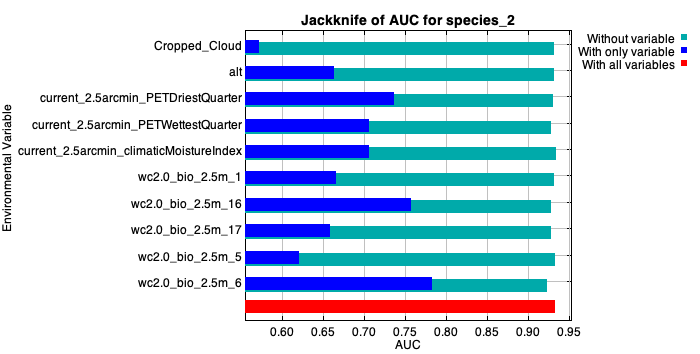 Jackknife of AUC for species_2
Without variable
With only variable
With all variables
Environmental Variable
Cropped_Cloud
alt
current_2.5arcmin_PETDriestQuarter
current_2.5arcmin_PETWettestQuarter
current_2.5arcmin_climaticMoistureIndex
wc2.0_bio_2.5m_1
wc2.0_bio_2.5m_16
wc2.0_bio_2.5m_17
wc2.0_bio_2.5m_5
wc2.0_bio_2.5m_6
0.60 0.65 0.70 0.75 0.80 0.85 0.90 0.95
AUC